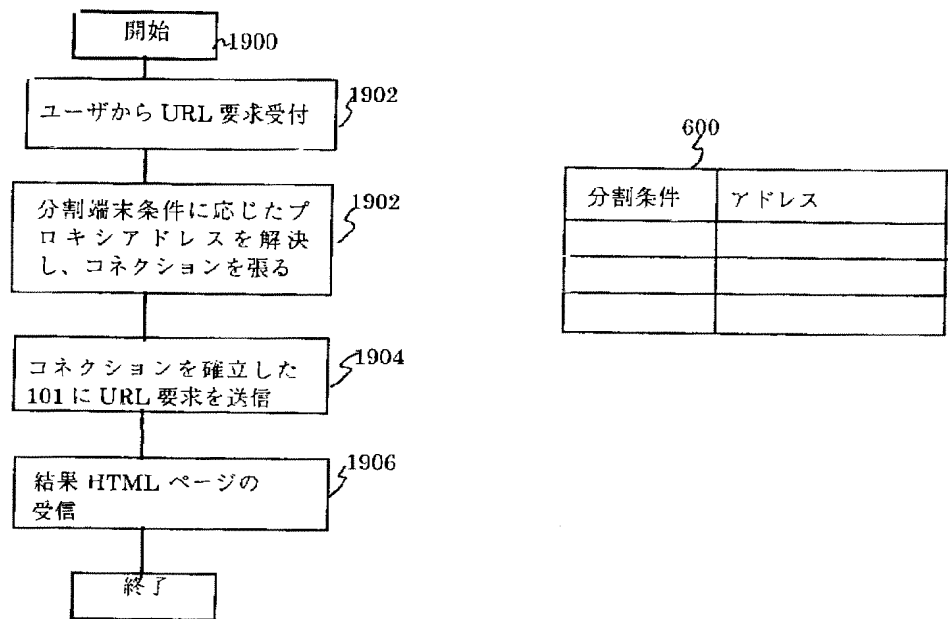 開始
1900
ユーザから URL 要求受付
1902
分割端末条件に応じたプ
ロキシアドレスを解決
し、コネクションを張る
1902
コネクションを確立した
101 に URL 要求を送信
1904
結果 HTML ページの
受信
1906
終了
600
分割条件
アドレス